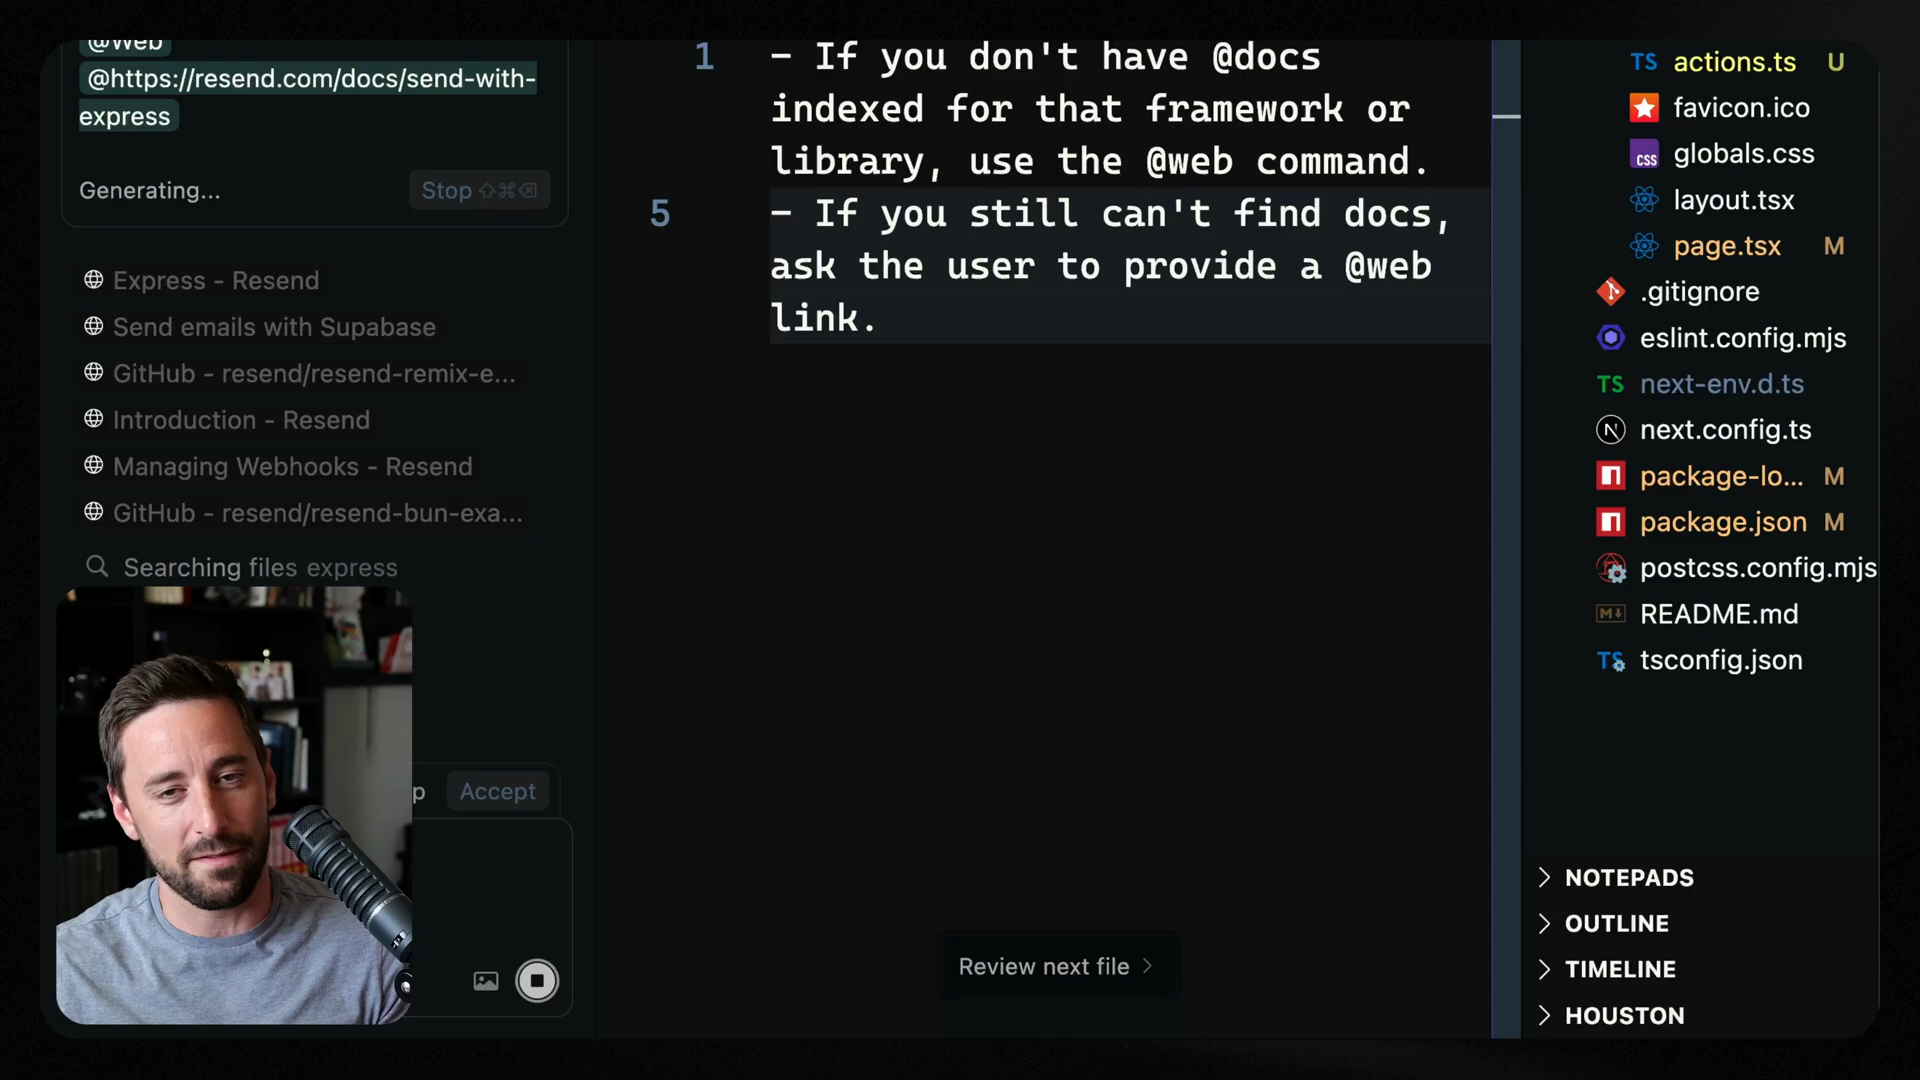 @Web
@https://resend.com/docs/send-with-
express
Generating...
Stop ⇧⌘⌫
Express - Resend
Send emails with Supabase
GitHub - resend/resend-remix-e...
Introduction - Resend
Managing Webhooks - Resend
GitHub - resend/resend-bun-exa...
Searching files express
p
Accept
1
- If you don't have @docs
indexed for that framework or
library, use the @web command.
5
- If you still can't find docs,
ask the user to provide a @web
link.
Review next file >
TS actions.ts U
favicon.ico
css globals.css
layout.tsx
page.tsx M
.gitignore
eslint.config.mjs
TS next-env.d.ts
N next.config.ts
package-lo... M
package.json M
postcss.config.mjs
M↓ README.md
TS tsconfig.json
NOTEPADS
OUTLINE
TIMELINE
HOUSTON